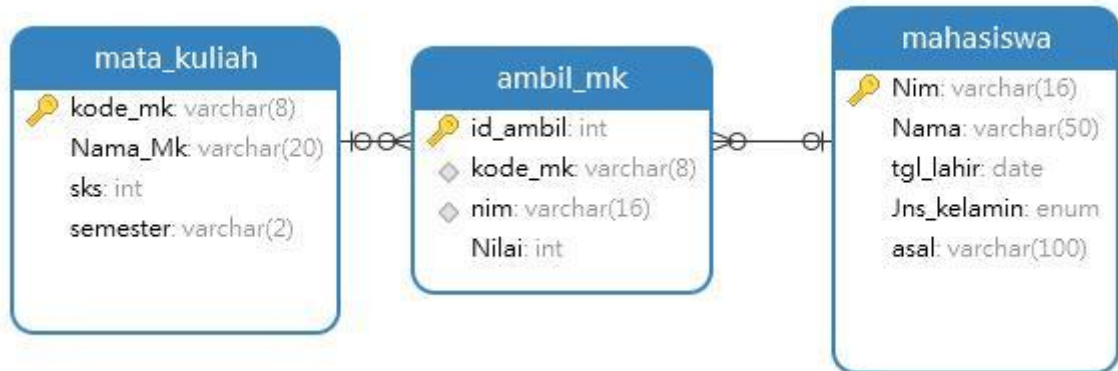 mata_kuliah
kode_mk: varchar(8)
Nama_Mk: varchar(20)
sks: int
semester: varchar(2)
ambil_mk
id_ambil: int
kode_mk: varchar(8)
nim: varchar(16)
Nilai: int
mahasiswa
Nim: varchar(16)
Nama: varchar(50)
tgl_lahir: date
Jns_kelamin: enum
asal: varchar(100)